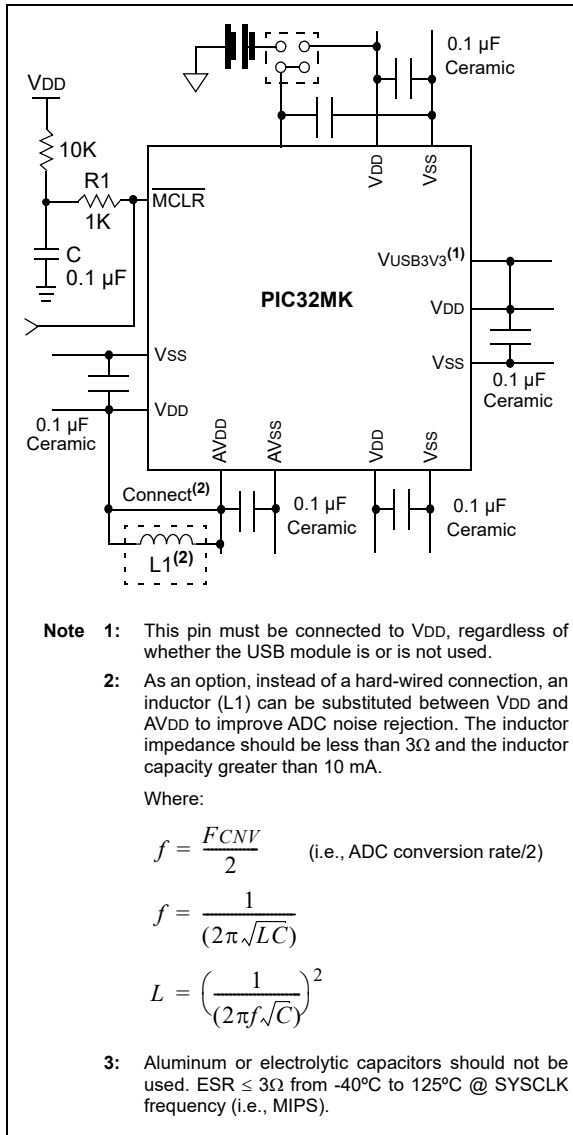 0.1 µF
Ceramic
VDD
10K
R1
1K
MCLR
C
0.1 µF
VDD
VSS
VUSB3V3(1)
PIC32MK
VDD
VSS
VSS
VDD
0.1 µF
Ceramic
0.1 µF
Ceramic
AVDD
AVSS
VDD
VSS
Connect(2)
L1(2)
0.1 µF
Ceramic
0.1 µF
Ceramic
Note 1: This pin must be connected to VDD, regardless of
whether the USB module is or is not used.
2: As an option, instead of a hard-wired connection, an
inductor (L1) can be substituted between VDD and
AVDD to improve ADC noise rejection. The inductor
impedance should be less than 3Ω and the inductor
capacity greater than 10 mA.
Where:
f = FCNV / 2 (i.e., ADC conversion rate/2)
f = 1 / (2π√LC)
L = (1 / (2πf√C))²
3: Aluminum or electrolytic capacitors should not be
used. ESR ≤ 3Ω from -40ºC to 125ºC @ SYSCLK
frequency (i.e., MIPS).